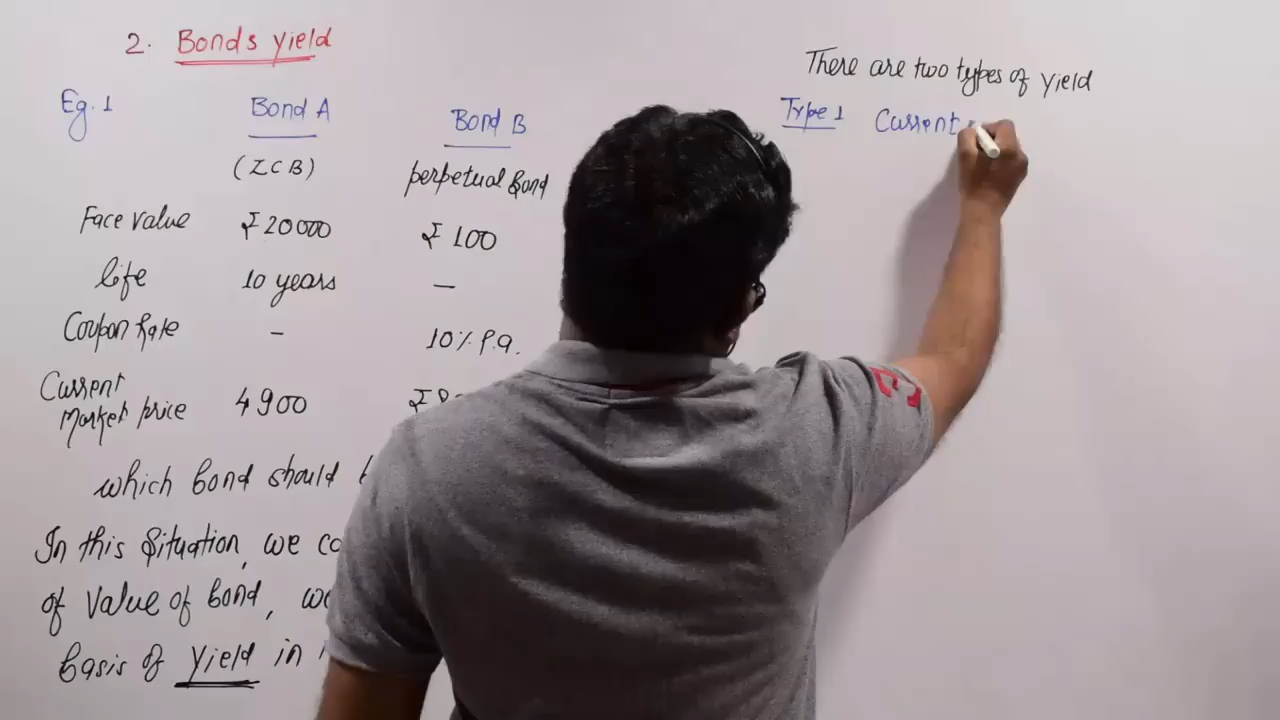 2. Bonds yield
There are two types of yield
Eg. 1 Bond A Bond B
Type 1 Current
(ZCB) perpetual Bond
Face value ₹20000 ₹100
life 10 years –
Coupon Rate – 10% P.a.
Current
Market price 4900 ₹
which bond should
In this situation, we
of value of bond,
basis of yield in